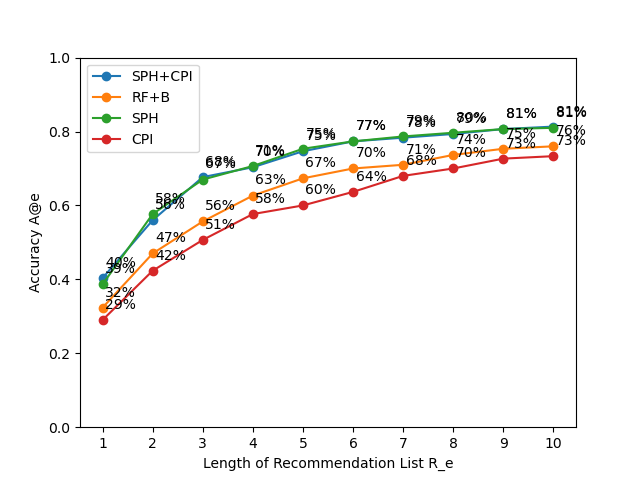 1.0
0.8
0.6
0.4
0.2
0.0
Accuracy A@e
SPH+CPI
RF+B
SPH
CPI
40% 56% 68% 70% 75% 77% 78% 79% 81% 81%
32% 47% 56% 63% 67% 70% 71% 74% 75% 76%
39% 58% 67% 71% 75% 77% 79% 80% 81% 81%
29% 42% 51% 58% 60% 64% 68% 70% 73% 73%
1 2 3 4 5 6 7 8 9 10
Length of Recommendation List R_e